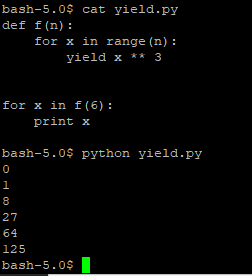 bash-5.0$ cat yield.py
def f(n):
    for x in range(n):
        yield x ** 3
for x in f(6):
    print x
bash-5.0$ python yield.py
0
1
8
27
64
125
bash-5.0$